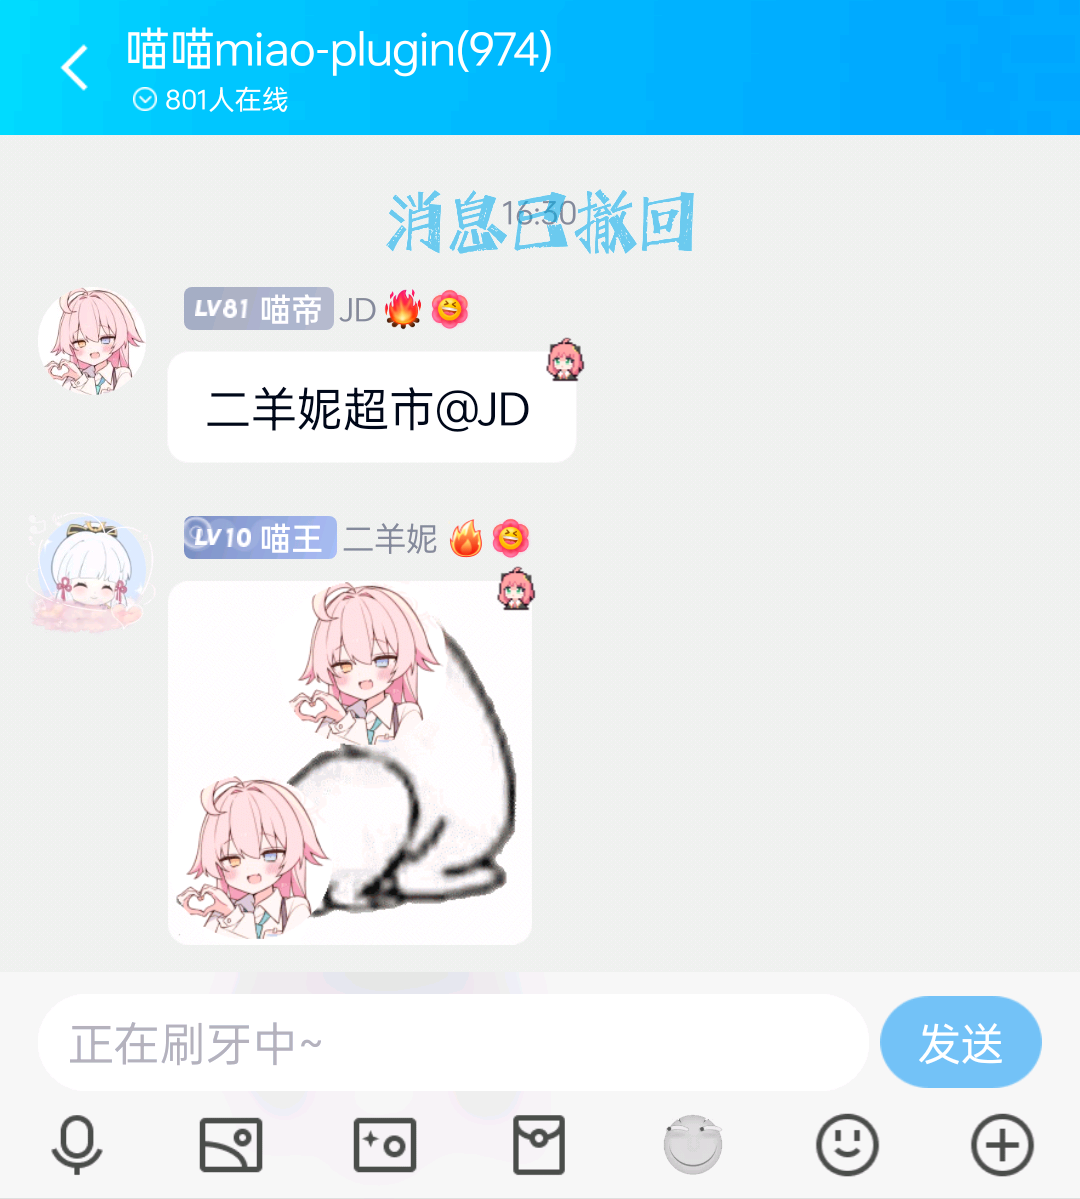 喵喵miao-plugin(974)
801人在线
16:30
消息已撤回
LV81 喵帝 JD
二羊妮超市@JD
LV10 喵王 二羊妮
正在刷牙中~
发送